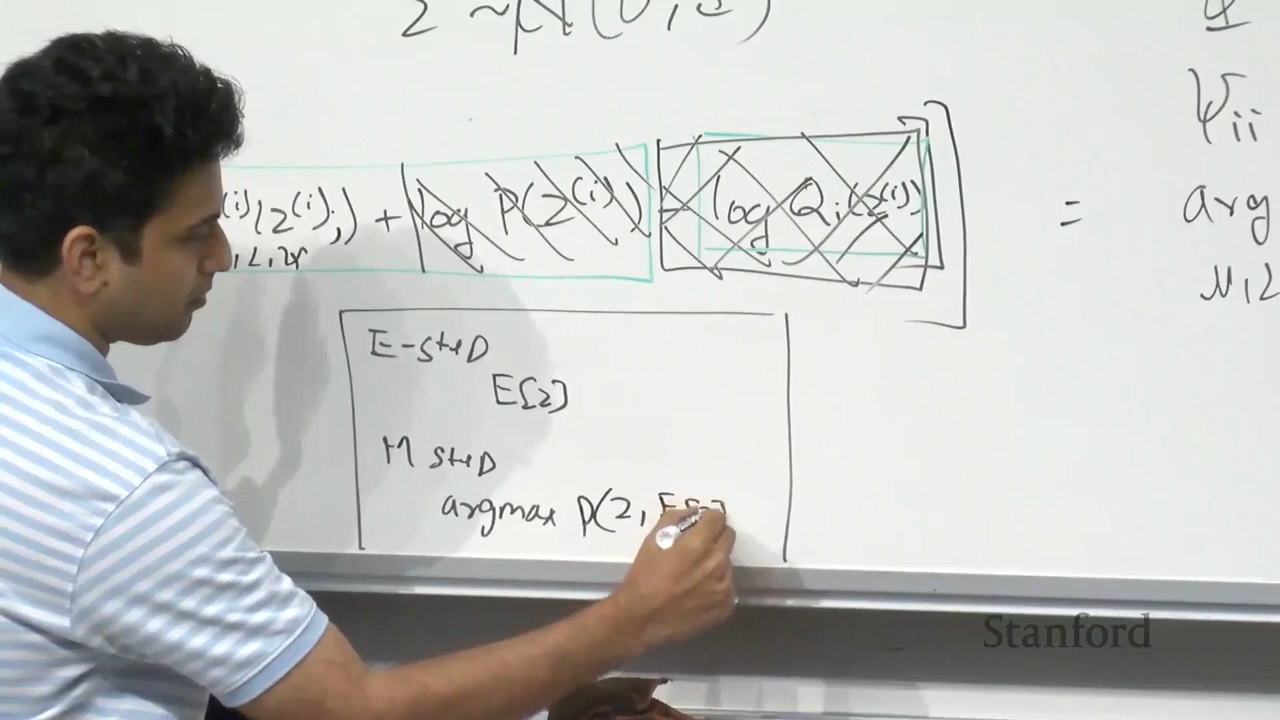 z ~ N(0, I)
Ψii
(i)|z(i);) + log P(z(i)) - log Qi(z(i))
=
arg
μ, L
E-step
E[z]
M step
argmax P(z, E[z]
Stanford